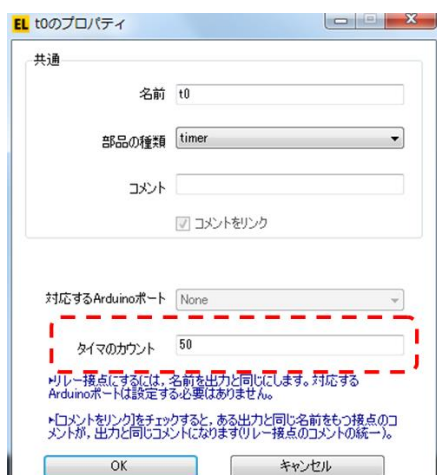 EL t0のプロパティ
共通
名前 t0
部品の種類 timer
コメント
コメントをリンク
対応するArduinoポート None
タイマのカウント 50
▸リレー接点にするには，名前を出力と同じにします。対応する
Arduinoポートは設定する必要はありません。
▸[コメントをリンク]をチェックすると，ある出力と同じ名前をもつ接点のコ
メントが，出力と同じコメントになります(リレー接点のコメントの統一)。
OK キャンセル